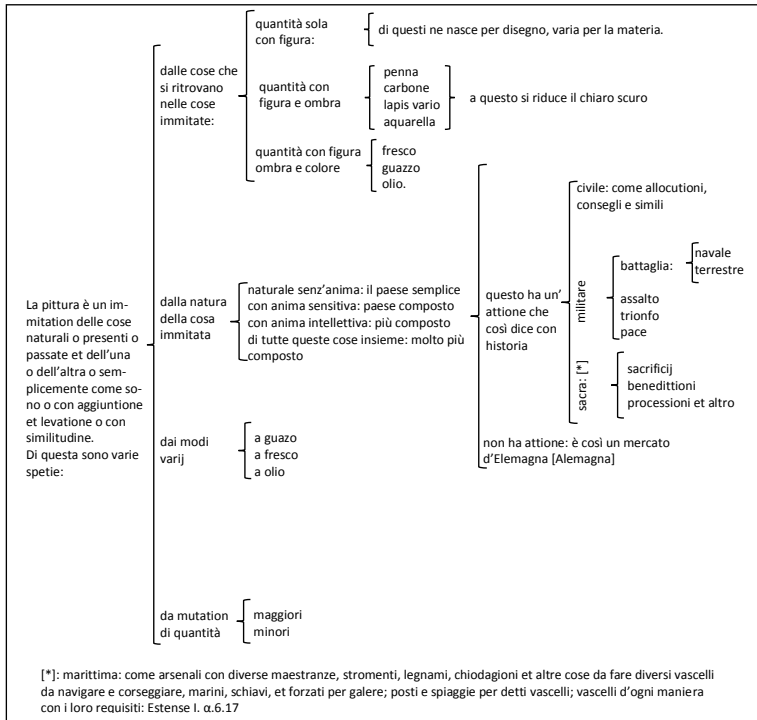 La pittura è un im-
mitation delle cose
naturali o presenti o
passate et dell'una
o dell'altra o sem-
plicemente come so-
no o con aggiuntione
et levatione o con
similitudine.
Di questa sono varie
spetie:
dalle cose che
si ritrovano
nelle cose
immitate:
quantità sola
con figura:
di questi ne nasce per disegno, varia per la materia.
quantità con
figura e ombra
penna
carbone
lapis vario
aquarella
a questo si riduce il chiaro scuro
quantità con figura
ombra e colore
fresco
guazzo
olio.
dalla natura
della cosa
immitata
naturale senz'anima: il paese semplice
con anima sensitiva: paese composto
con anima intellettiva: più composto
di tutte queste cose insieme: molto più
composto
questo ha un'
attione che
così dice con
historia
civile: come allocutioni,
consegli e simili
militare
battaglia:
navale
terrestre
assalto
trionfo
pace
sacra: [*]
sacrificij
benedittioni
processioni et altro
non ha attione: è così un mercato
d'Elemagna [Alemagna]
dai modi
varij
a guazo
a fresco
a olio
da mutation
di quantità
maggiori
minori
[*]: marittima: come arsenali con diverse maestranze, stromenti, legnami, chiodagioni et altre cose da fare diversi vascelli
da navigare e corseggiare, marini, schiavi, et forzati per galere; posti e spiaggie per detti vascelli; vascelli d'ogni maniera
con i loro requisiti: Estense I. α.6.17